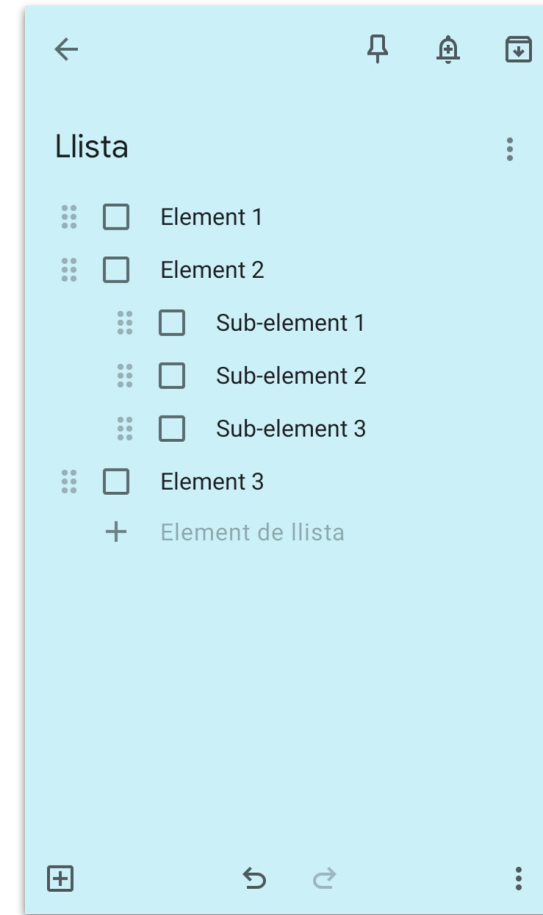 Llista
Element 1
Element 2
Sub-element 1
Sub-element 2
Sub-element 3
Element 3
Element de llista